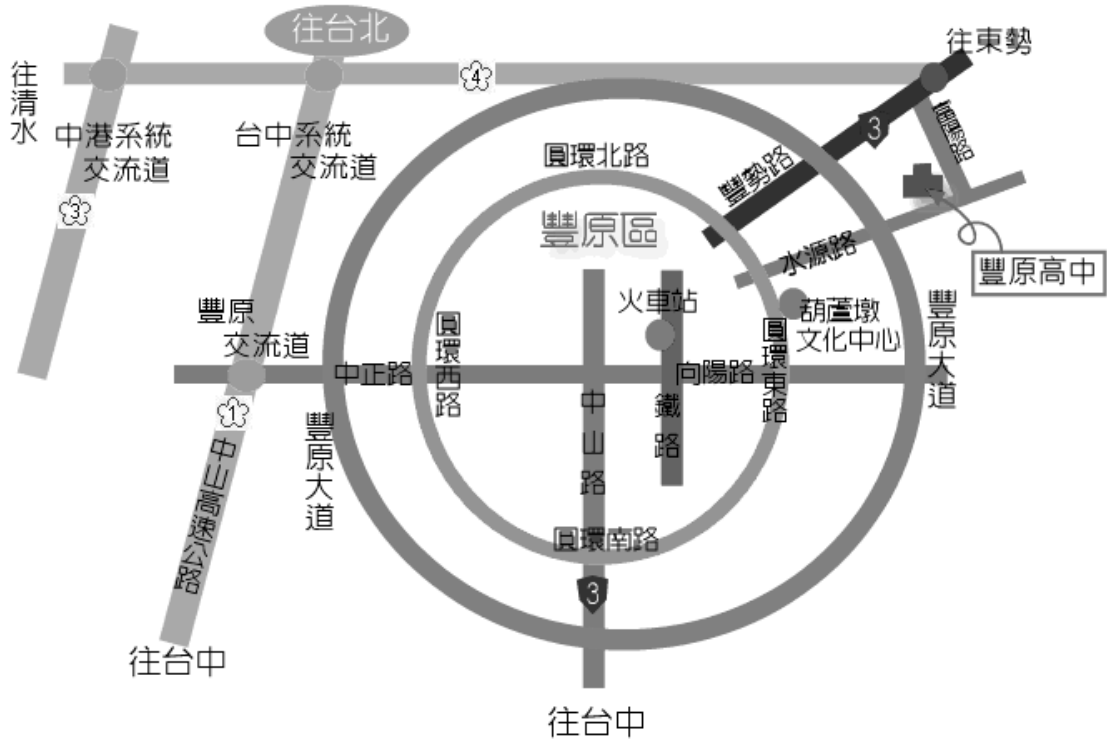 往台北
往東勢
往清水
4
中港系統
交流道
台中系統
交流道
3
圓環北路
豐勢路
3
豐原區
水源路
豐原高中
火車站
葫蘆墩
文化中心
豐原
交流道
圓環西路
圓環東路
豐原大道
中正路
向陽路
1
中山路
鐵路
豐原大道
中山高速公路
圓環南路
3
往台中
往台中